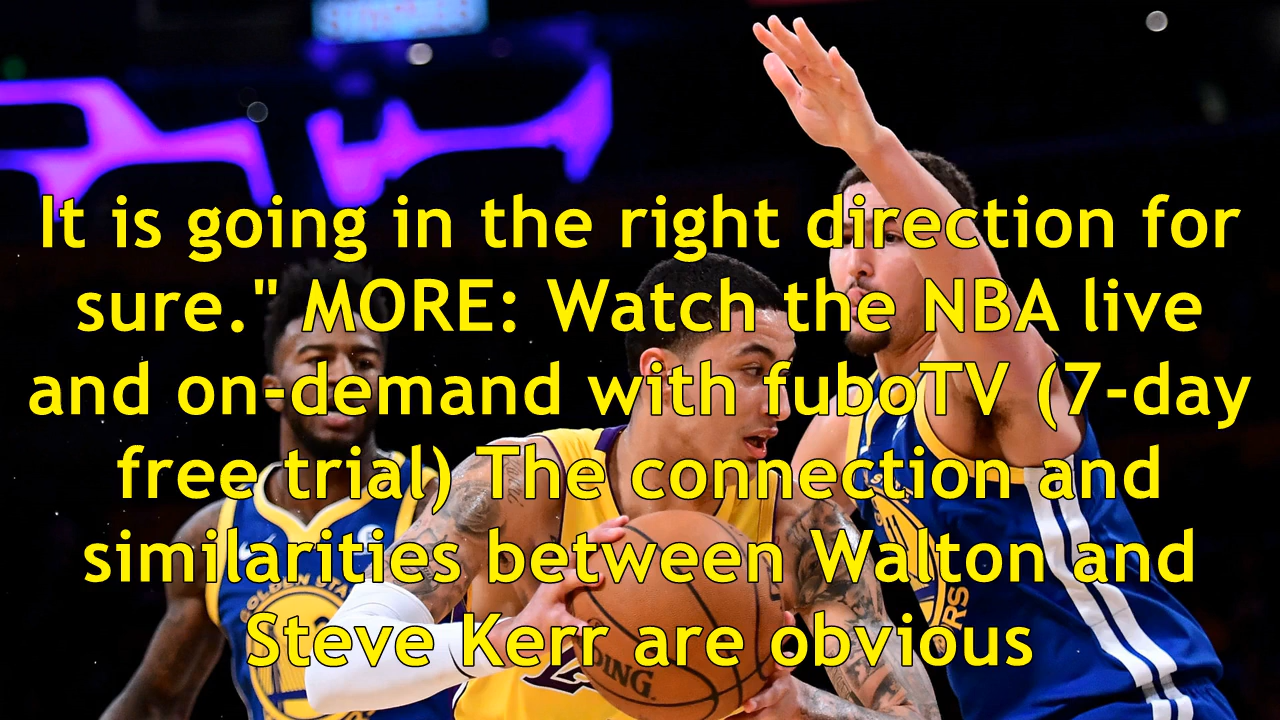 It is going in the right direction for
sure." MORE: Watch the NBA live
and on-demand with fuboTV (7-day
free trial) The connection and
similarities between Walton and
Steve Kerr are obvious